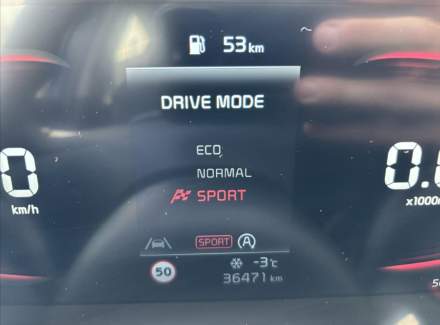 53 km
DRIVE MODE
ECO
NORMAL
SPORT
0
km/h
0.
x1000
SPORT A
50 -3°C
36471 km